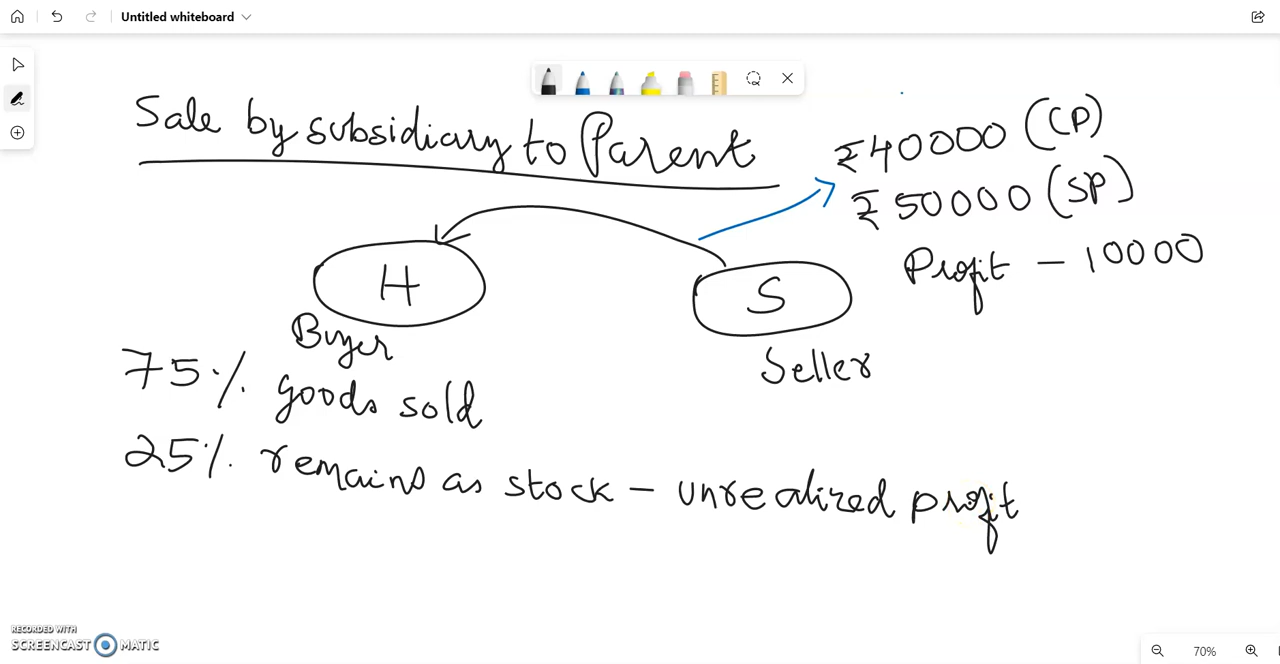 Untitled whiteboard
Sale by subsidiary to Parent
₹40000 (CP)
₹50000 (SP)
Profit - 10000
H
S
Buyer
Seller
75% goods sold
25% remains as stock - unrealized profit
RECORDED WITH
SCREENCAST MATIC
70%